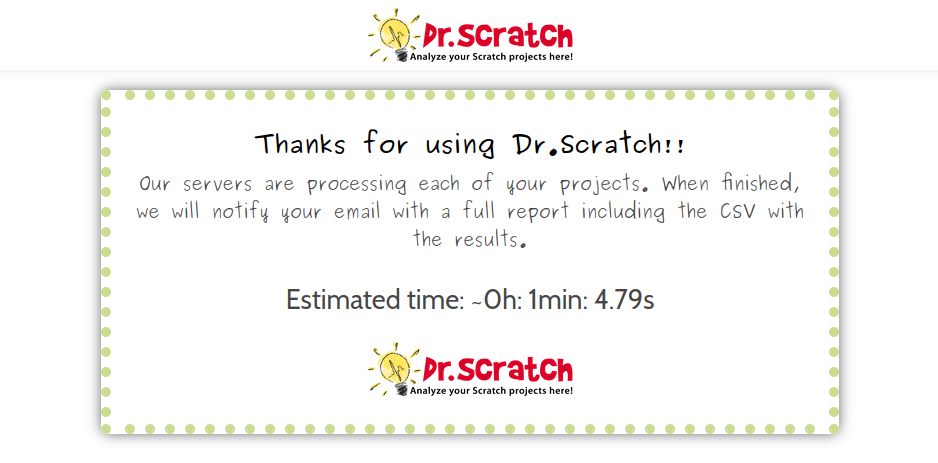 Dr.Scratch
Analyze your Scratch projects here!
Thanks for using Dr.Scratch!!
Our servers are processing each of your projects. When finished,
we will notify your email with a full report including the CSV with
the results.
Estimated time: ~0h: 1min: 4.79s
Dr.Scratch
Analyze your Scratch projects here!